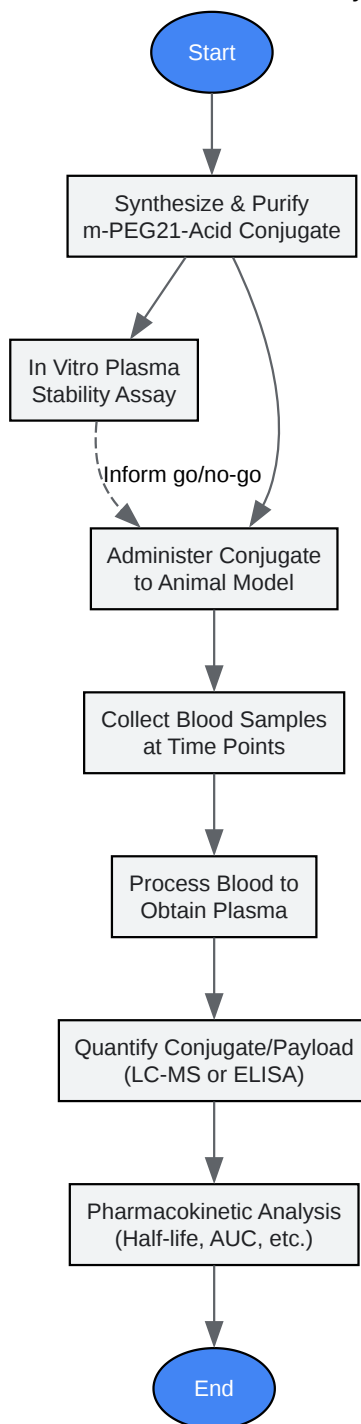 Start
Synthesize & Purify
m-PEG21-Acid Conjugate
In Vitro Plasma
Stability Assay
Inform go/no-go
Administer Conjugate
to Animal Model
Collect Blood Samples
at Time Points
Process Blood to
Obtain Plasma
Quantify Conjugate/Payload
(LC-MS or ELISA)
Pharmacokinetic Analysis
(Half-life, AUC, etc.)
End